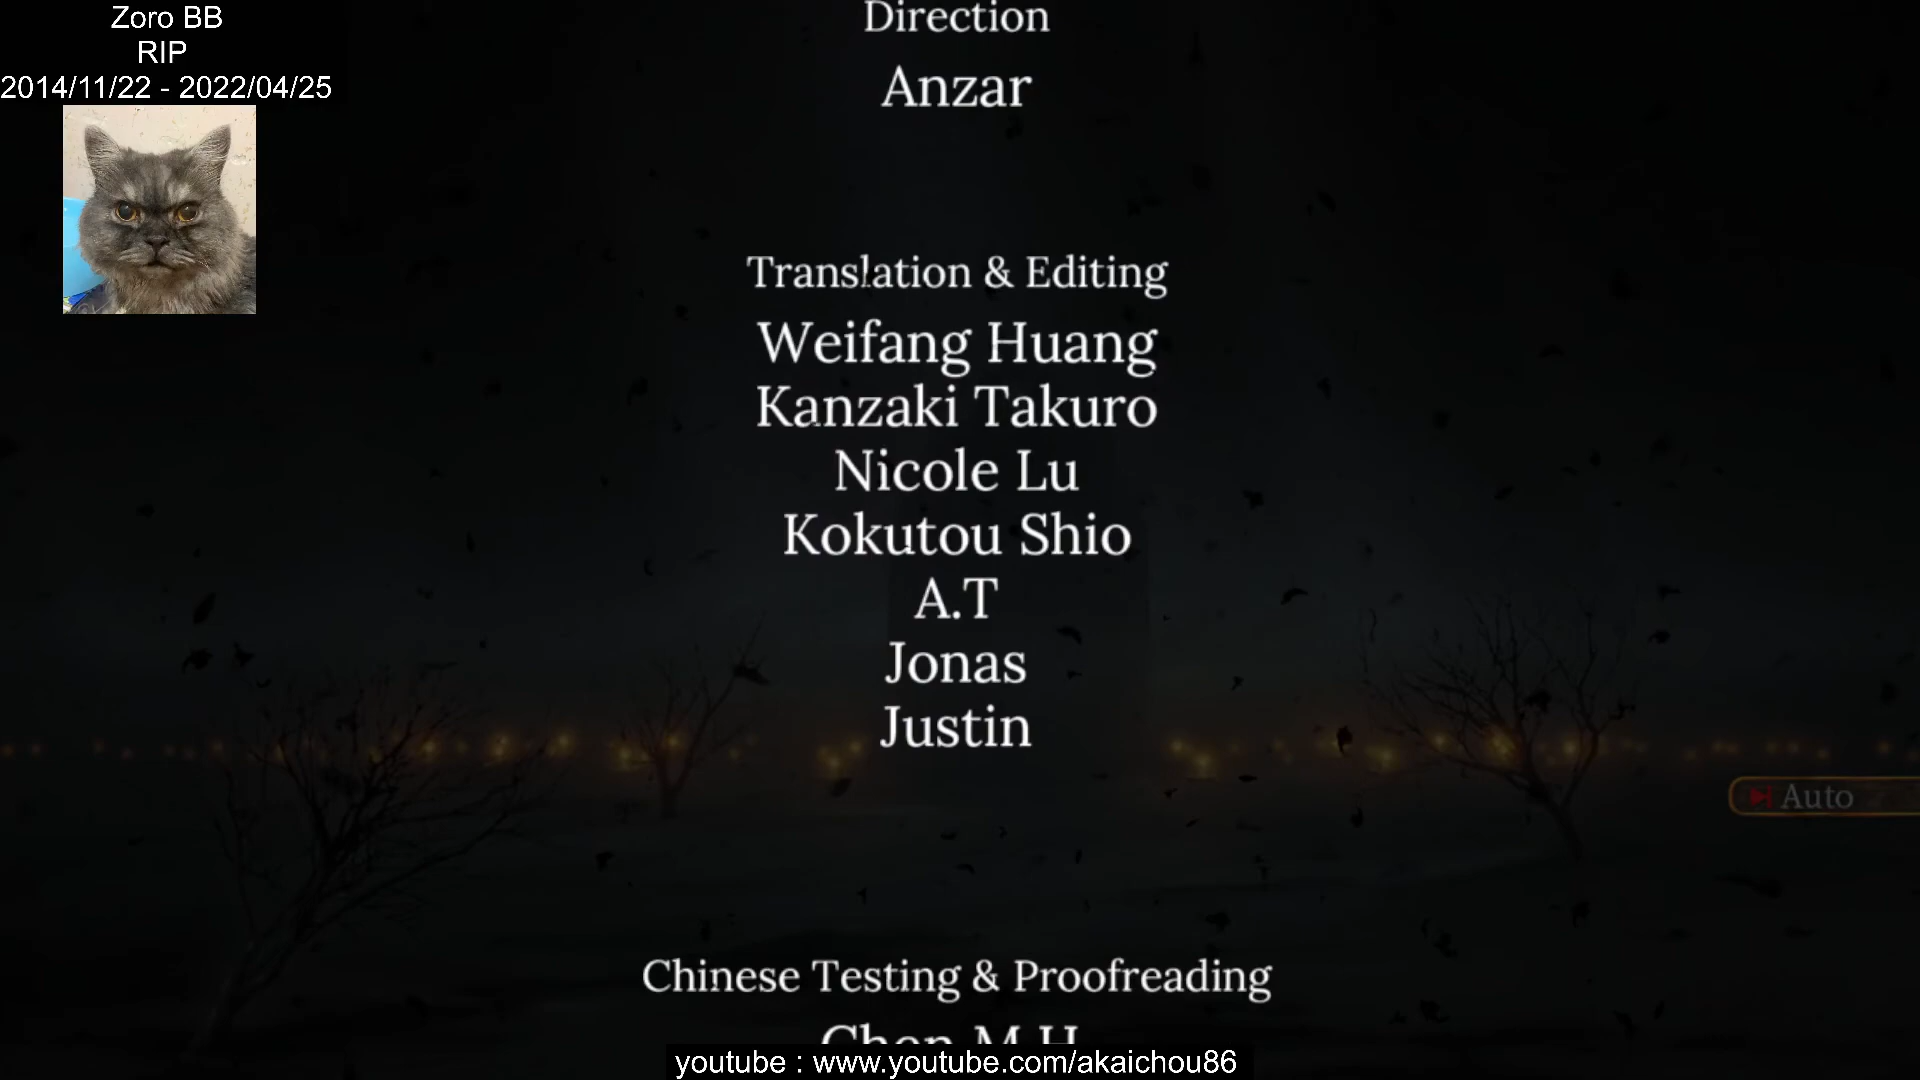 Zoro BB
RIP
2014/11/22 - 2022/04/25
Direction
Anzar
Translation & Editing
Weifang Huang
Kanzaki Takuro
Nicole Lu
Kokutou Shio
A.T
Jonas
Justin
Auto
Chinese Testing & Proofreading
Chen M.H.
youtube : www.youtube.com/akaichou86